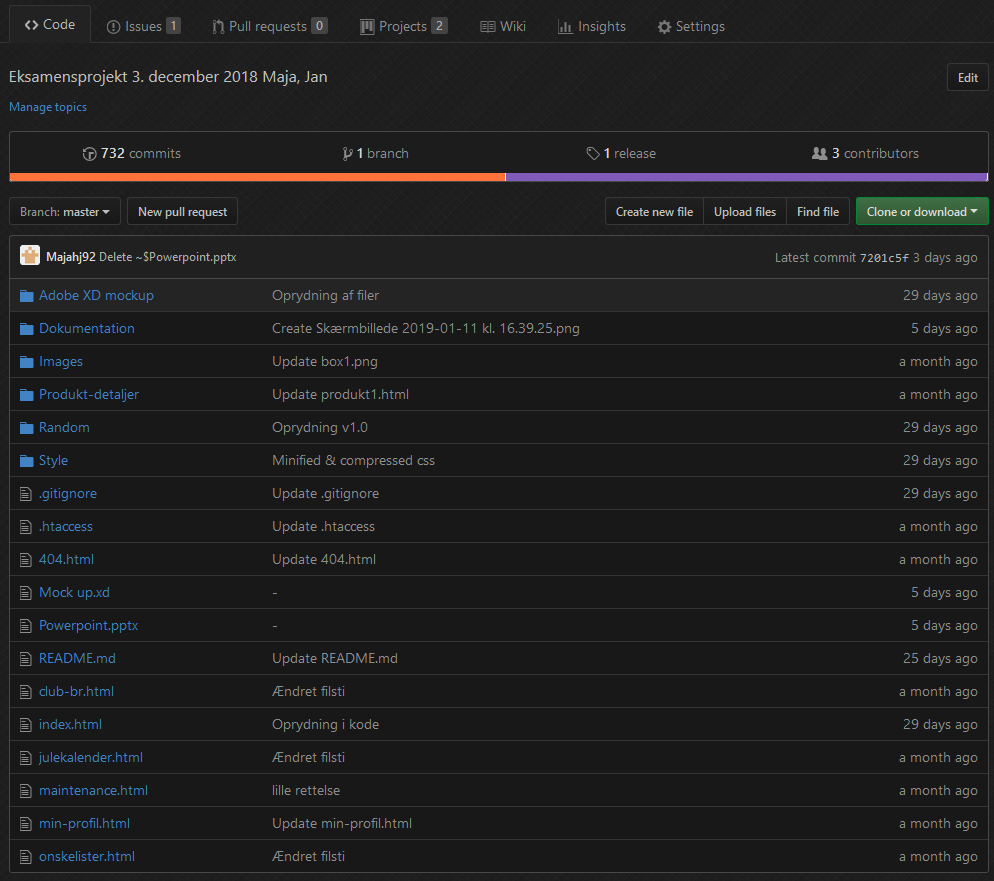 Code Issues 1 Pull requests 0 Projects 2 Wiki Insights Settings
Eksamensprojekt 3. december 2018 Maja, Jan Edit
Manage topics
732 commits 1 branch 1 release 3 contributors
Branch: master New pull request Create new file Upload files Find file Clone or download
Majahj92 Delete ~$Powerpoint.pptx Latest commit 7201c5f 3 days ago
Adobe XD mockup Oprydning af filer 29 days ago
Dokumentation Create Skærmbillede 2019-01-11 kl. 16.39.25.png 5 days ago
Images Update box1.png a month ago
Produkt-detaljer Update produkt1.html a month ago
Random Oprydning v1.0 29 days ago
Style Minified & compressed css 29 days ago
.gitignore Update .gitignore 29 days ago
.htaccess Update .htaccess a month ago
404.html Update 404.html a month ago
Mock up.xd - 5 days ago
Powerpoint.pptx - 5 days ago
README.md Update README.md 25 days ago
club-br.html Ændret filsti a month ago
index.html Oprydning i kode 29 days ago
julekalender.html Ændret filsti a month ago
maintenance.html lille rettelse a month ago
min-profil.html Update min-profil.html a month ago
onskelister.html Ændret filsti a month ago